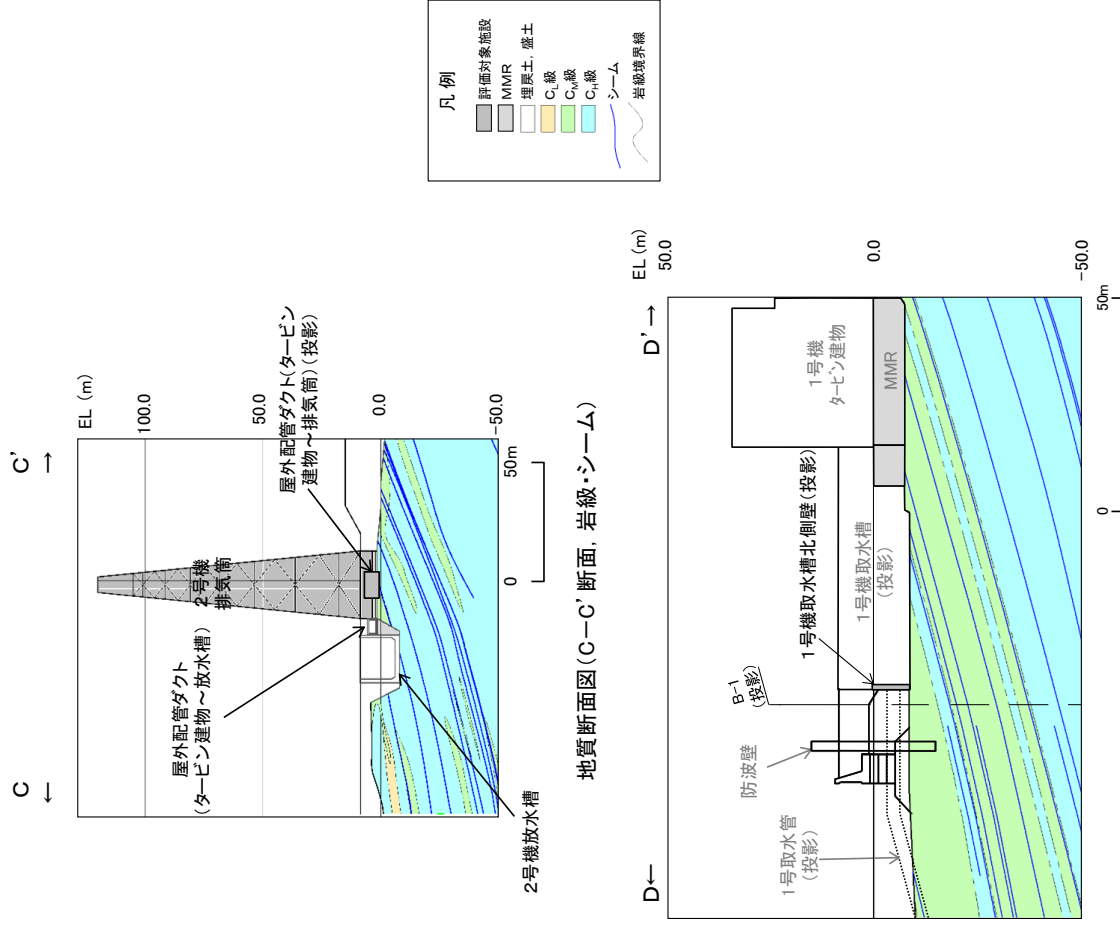 C
←
C'
→
EL (m)
100.0
50.0
0.0
-50.0
屋外配管ダクト
(タービン建物～放水槽)
2号機
排気筒
屋外配管ダクト(タービン
建物～排気筒)(投影)
2号機放水槽
0
50m
地質断面図(C－C'断面, 岩級・シーム)
D←
D'→
EL (m)
50.0
0.0
-50.0
1号取水管
(投影)
防波壁
B-1
(投影)
1号機取水槽北側壁(投影)
1号機取水槽
(投影)
1号機
タービン建物
MMR
0
50m
凡例
評価対象施設
MMR
埋戻土, 盛土
CL級
CM級
CH級
シーム
岩級境界線